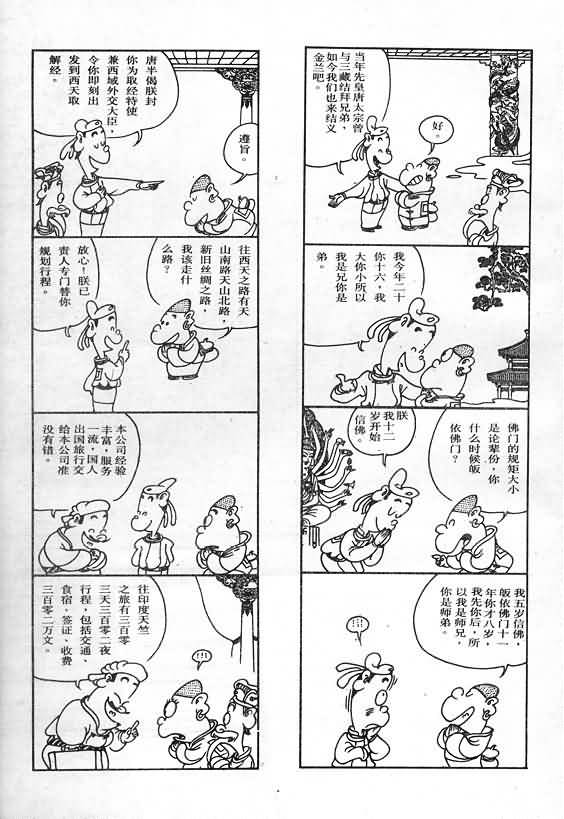 当年先皇唐太宗曾
与三藏结拜兄弟，
如今我们也来结义
金兰吧。
好。
我今年二十
你十六，我
大你小所以
我是兄你是
弟。
佛门的规矩大小
是论辈份，你
什么时候皈
依佛门？
朕
我十二
岁开始
信佛。
我五岁信佛，
皈依佛门十一
年你才八岁，
我先你后，所
以我是师兄，
你是师弟。
!!!
唐半偈朕封
你为取经特使
兼西域外交大臣，
令你即刻出
发到西天取
解经。
遵旨。
往西天之路有天
山南路天山北路，
新旧丝绸之路，
我该走什
么路？
放心！朕已
责人专门替你
规划行程。
本公司经验
丰富，服务
一流，国人
出国旅行交
给本公司准
没有错。
往印度天竺
之旅有三百零
三天三百零二夜
行程，包括交通、
食宿、签证、收费
三百零二万文。
!!!
!!!